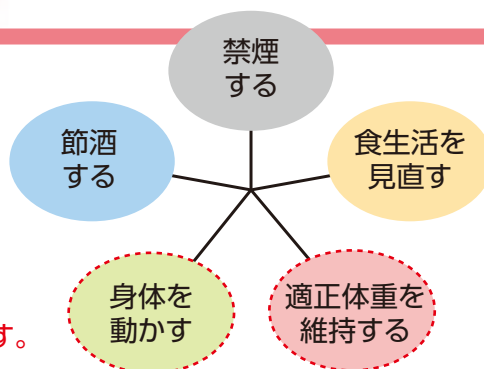 禁煙
する
節酒
する
食生活を
見直す
身体を
動かす
適正体重を
維持する
す。